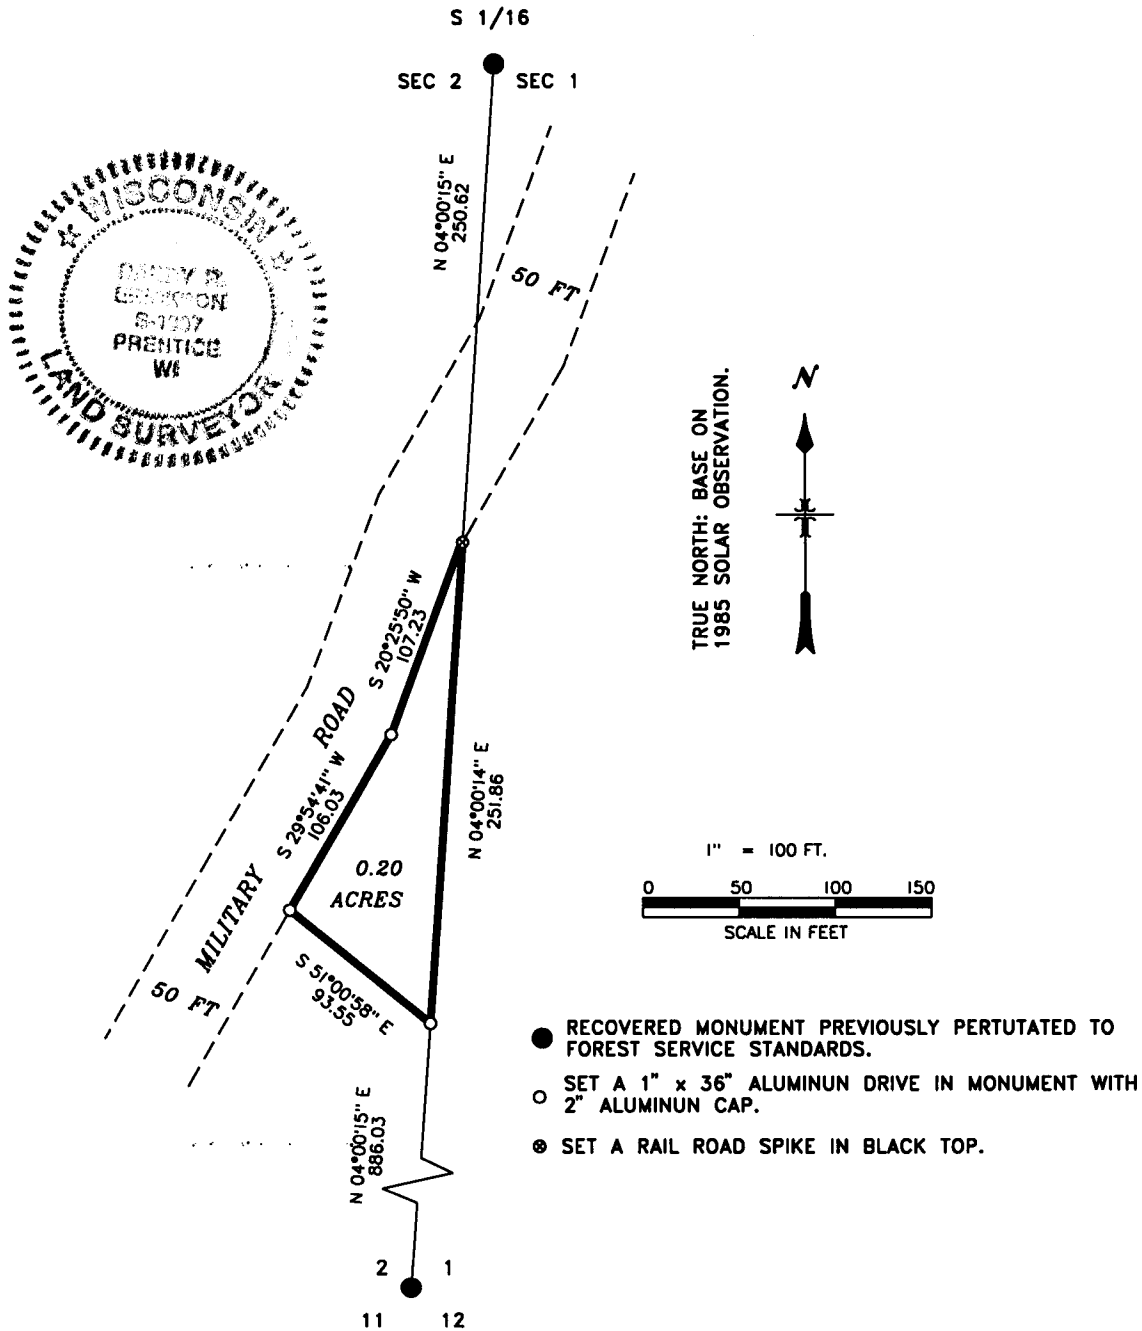 S 1/16
SEC 2 SEC 1
N 04°00'15" E
250.62
50 FT
WISCONSIN
S-1307
PRENTICE
WI
LAND SURVEYOR
N
TRUE NORTH: BASE ON
1985 SOLAR OBSERVATION.
S 20°25'50" W
107.23
MILITARY ROAD
S 29°54'41" W
106.03
N 04°00'14" E
251.86
0.20
ACRES
50 FT
S 51°00'58" E
93.55
1" = 100 FT.
0 50 100 150
SCALE IN FEET
RECOVERED MONUMENT PREVIOUSLY PERTUTATED TO
FOREST SERVICE STANDARDS.
SET A 1" x 36" ALUMINUN DRIVE IN MONUMENT WITH
2" ALUMINUN CAP.
SET A RAIL ROAD SPIKE IN BLACK TOP.
N 04°00'15" E
886.03
2 1
11 12